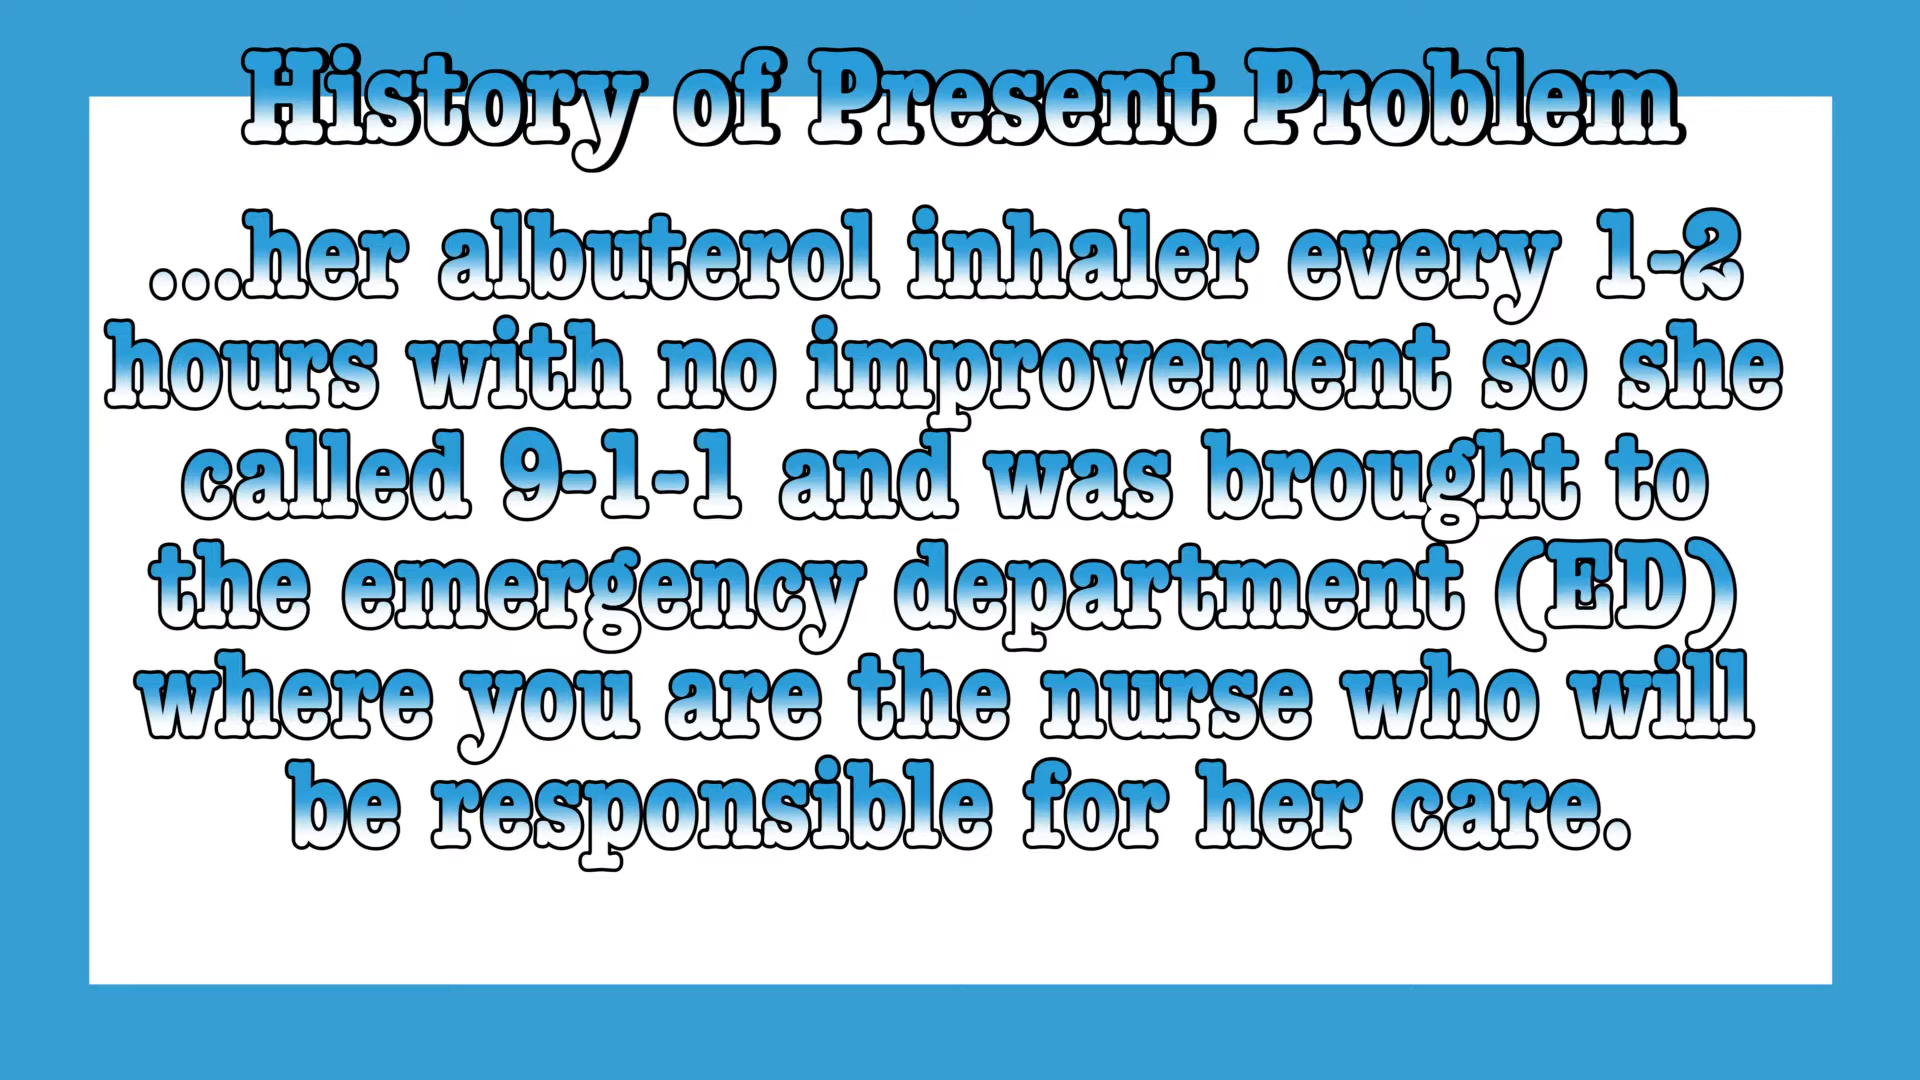 History of Present Problem
...her albuterol inhaler every 1-2
hours with no improvement so she
called 9-1-1 and was brought to
the emergency department (ED)
where you are the nurse who will
be responsible for her care.